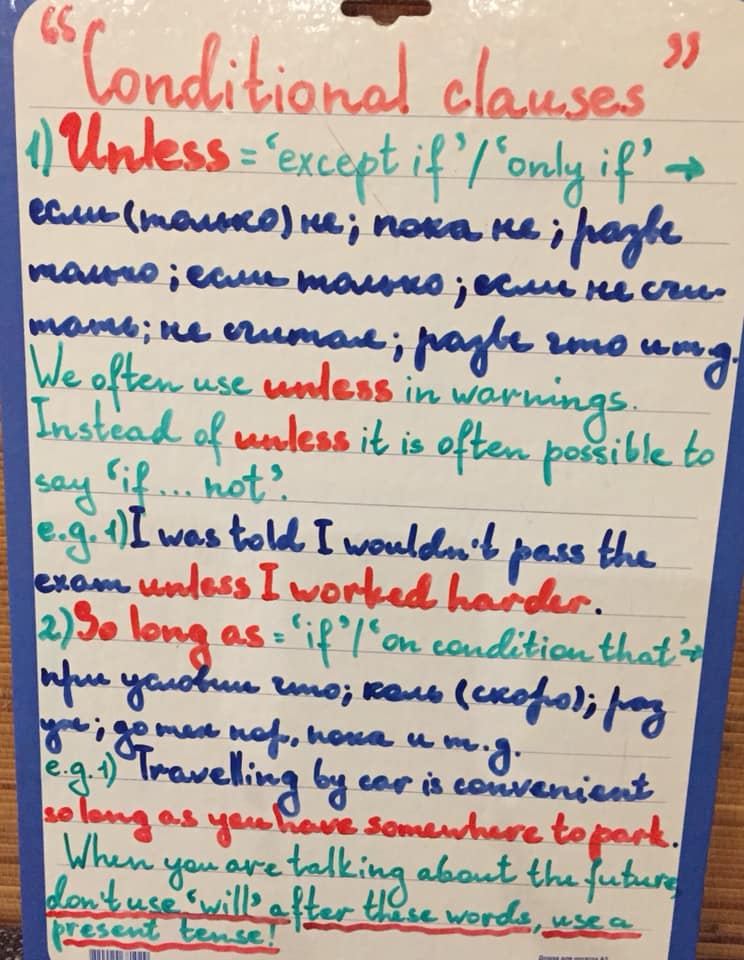 “Conditional clauses”
1) Unless = ‘except if’ / ‘only if’ →
если (только) не; пока не; разве
только; если только; если не счи-
тать; не считая; разве что и т.д.
We often use unless in warnings.
Instead of unless it is often possible to
say ‘if ... not’.
e.g. 1) I was told I wouldn't pass the
exam unless I worked harder.
2) So long as = ‘if’ / ‘on condition that’ →
при условии что; коль (скоро); раз
уж; до тех пор, пока и т.д.
e.g. 1) Travelling by car is convenient
so long as you have somewhere to park.
When you are talking about the future,
don't use ‘will’ after these words, use a
present tense!